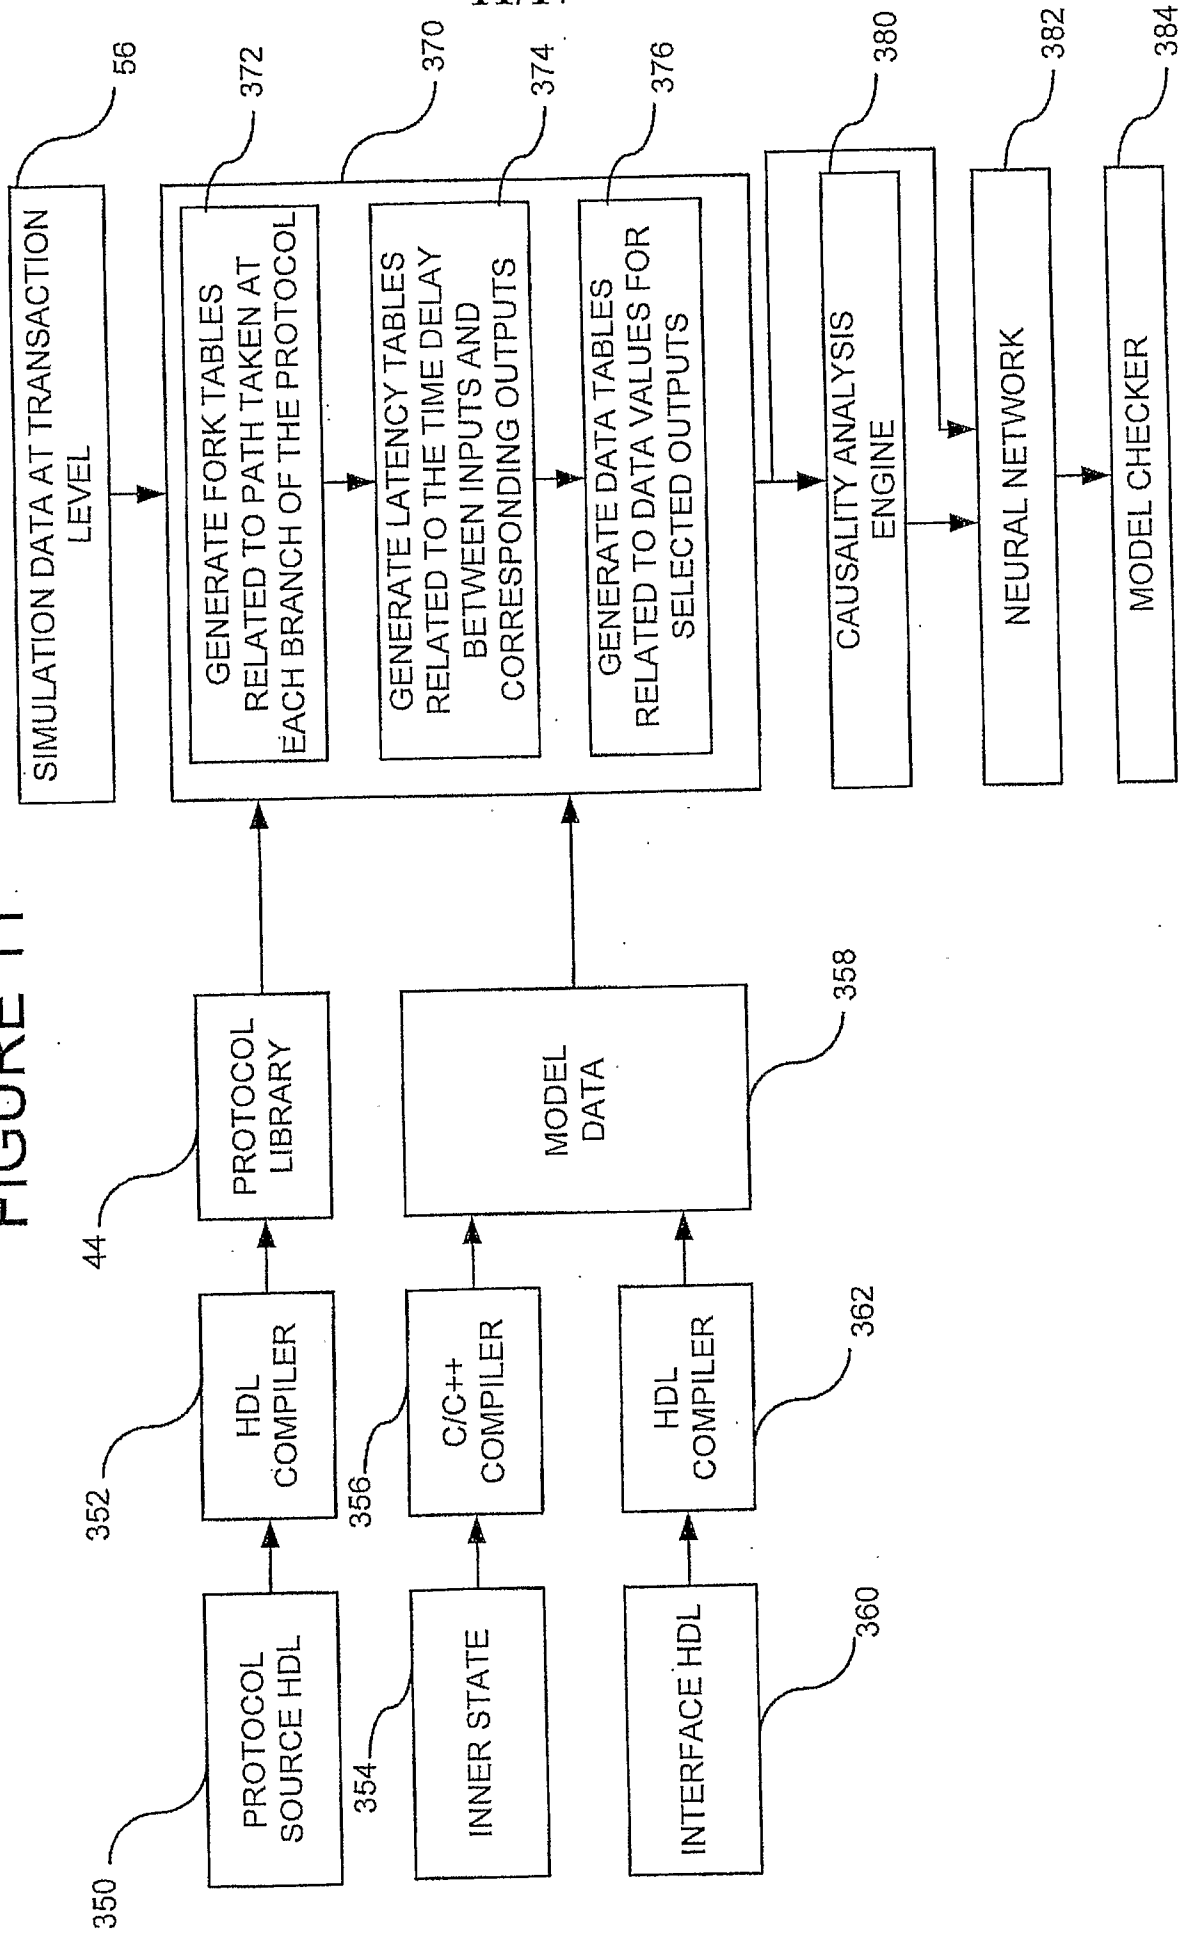 FIGURE 11
SIMULATION DATA AT TRANSACTION
LEVEL
56
372
370
374
376
GENERATE FORK TABLES
RELATED TO PATH TAKEN AT
EACH BRANCH OF THE PROTOCOL
GENERATE LATENCY TABLES
RELATED TO THE TIME DELAY
BETWEEN INPUTS AND
CORRESPONDING OUTPUTS
GENERATE DATA TABLES
RELATED TO DATA VALUES FOR
SELECTED OUTPUTS
CAUSALITY ANALYSIS
ENGINE
380
NEURAL NETWORK
382
MODEL CHECKER
384
350
PROTOCOL
SOURCE HDL
352
HDL
COMPILER
44
PROTOCOL
LIBRARY
354
INNER STATE
356
C/C++
COMPILER
MODEL
DATA
358
INTERFACE HDL
360
HDL
COMPILER
362